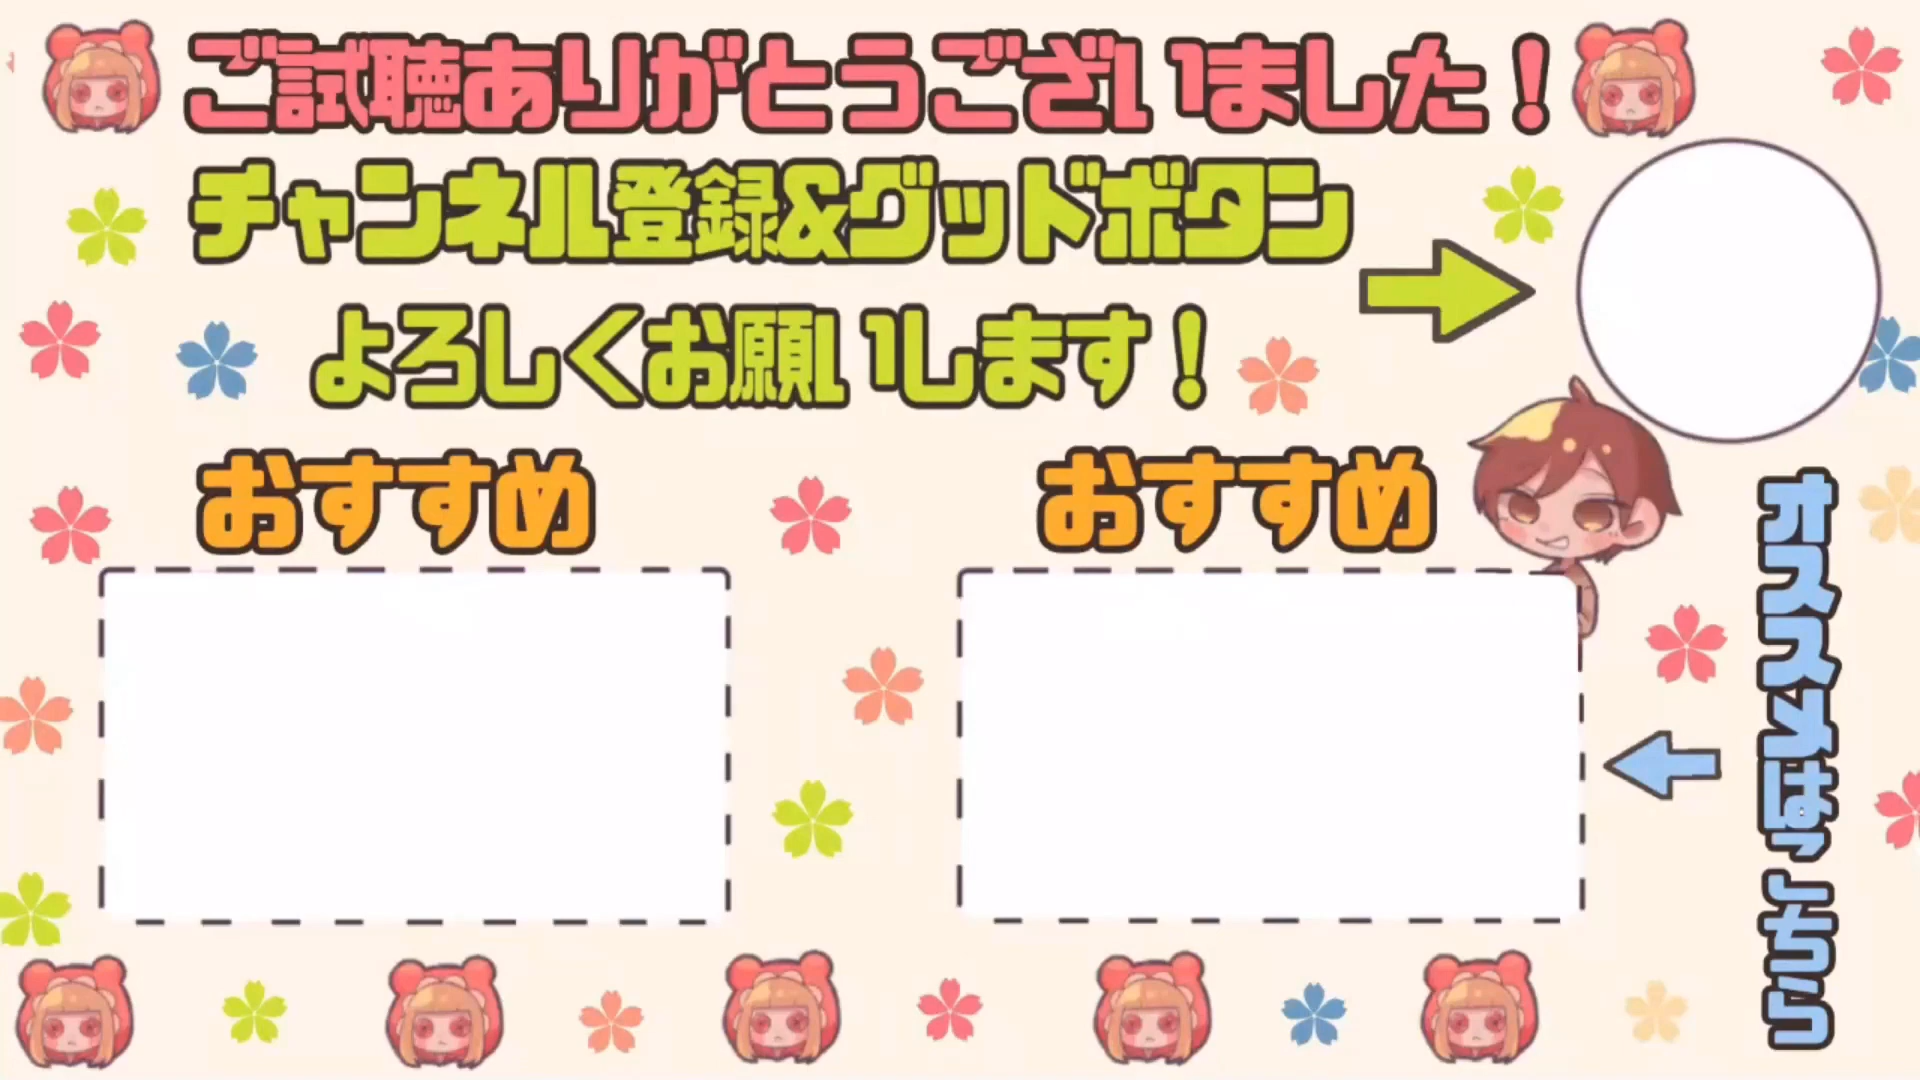 ご試聴ありがとうございました！
チャンネル登録&グッドボタン
よろしくお願いします！
おすすめ
おすすめ
オススメはこちら